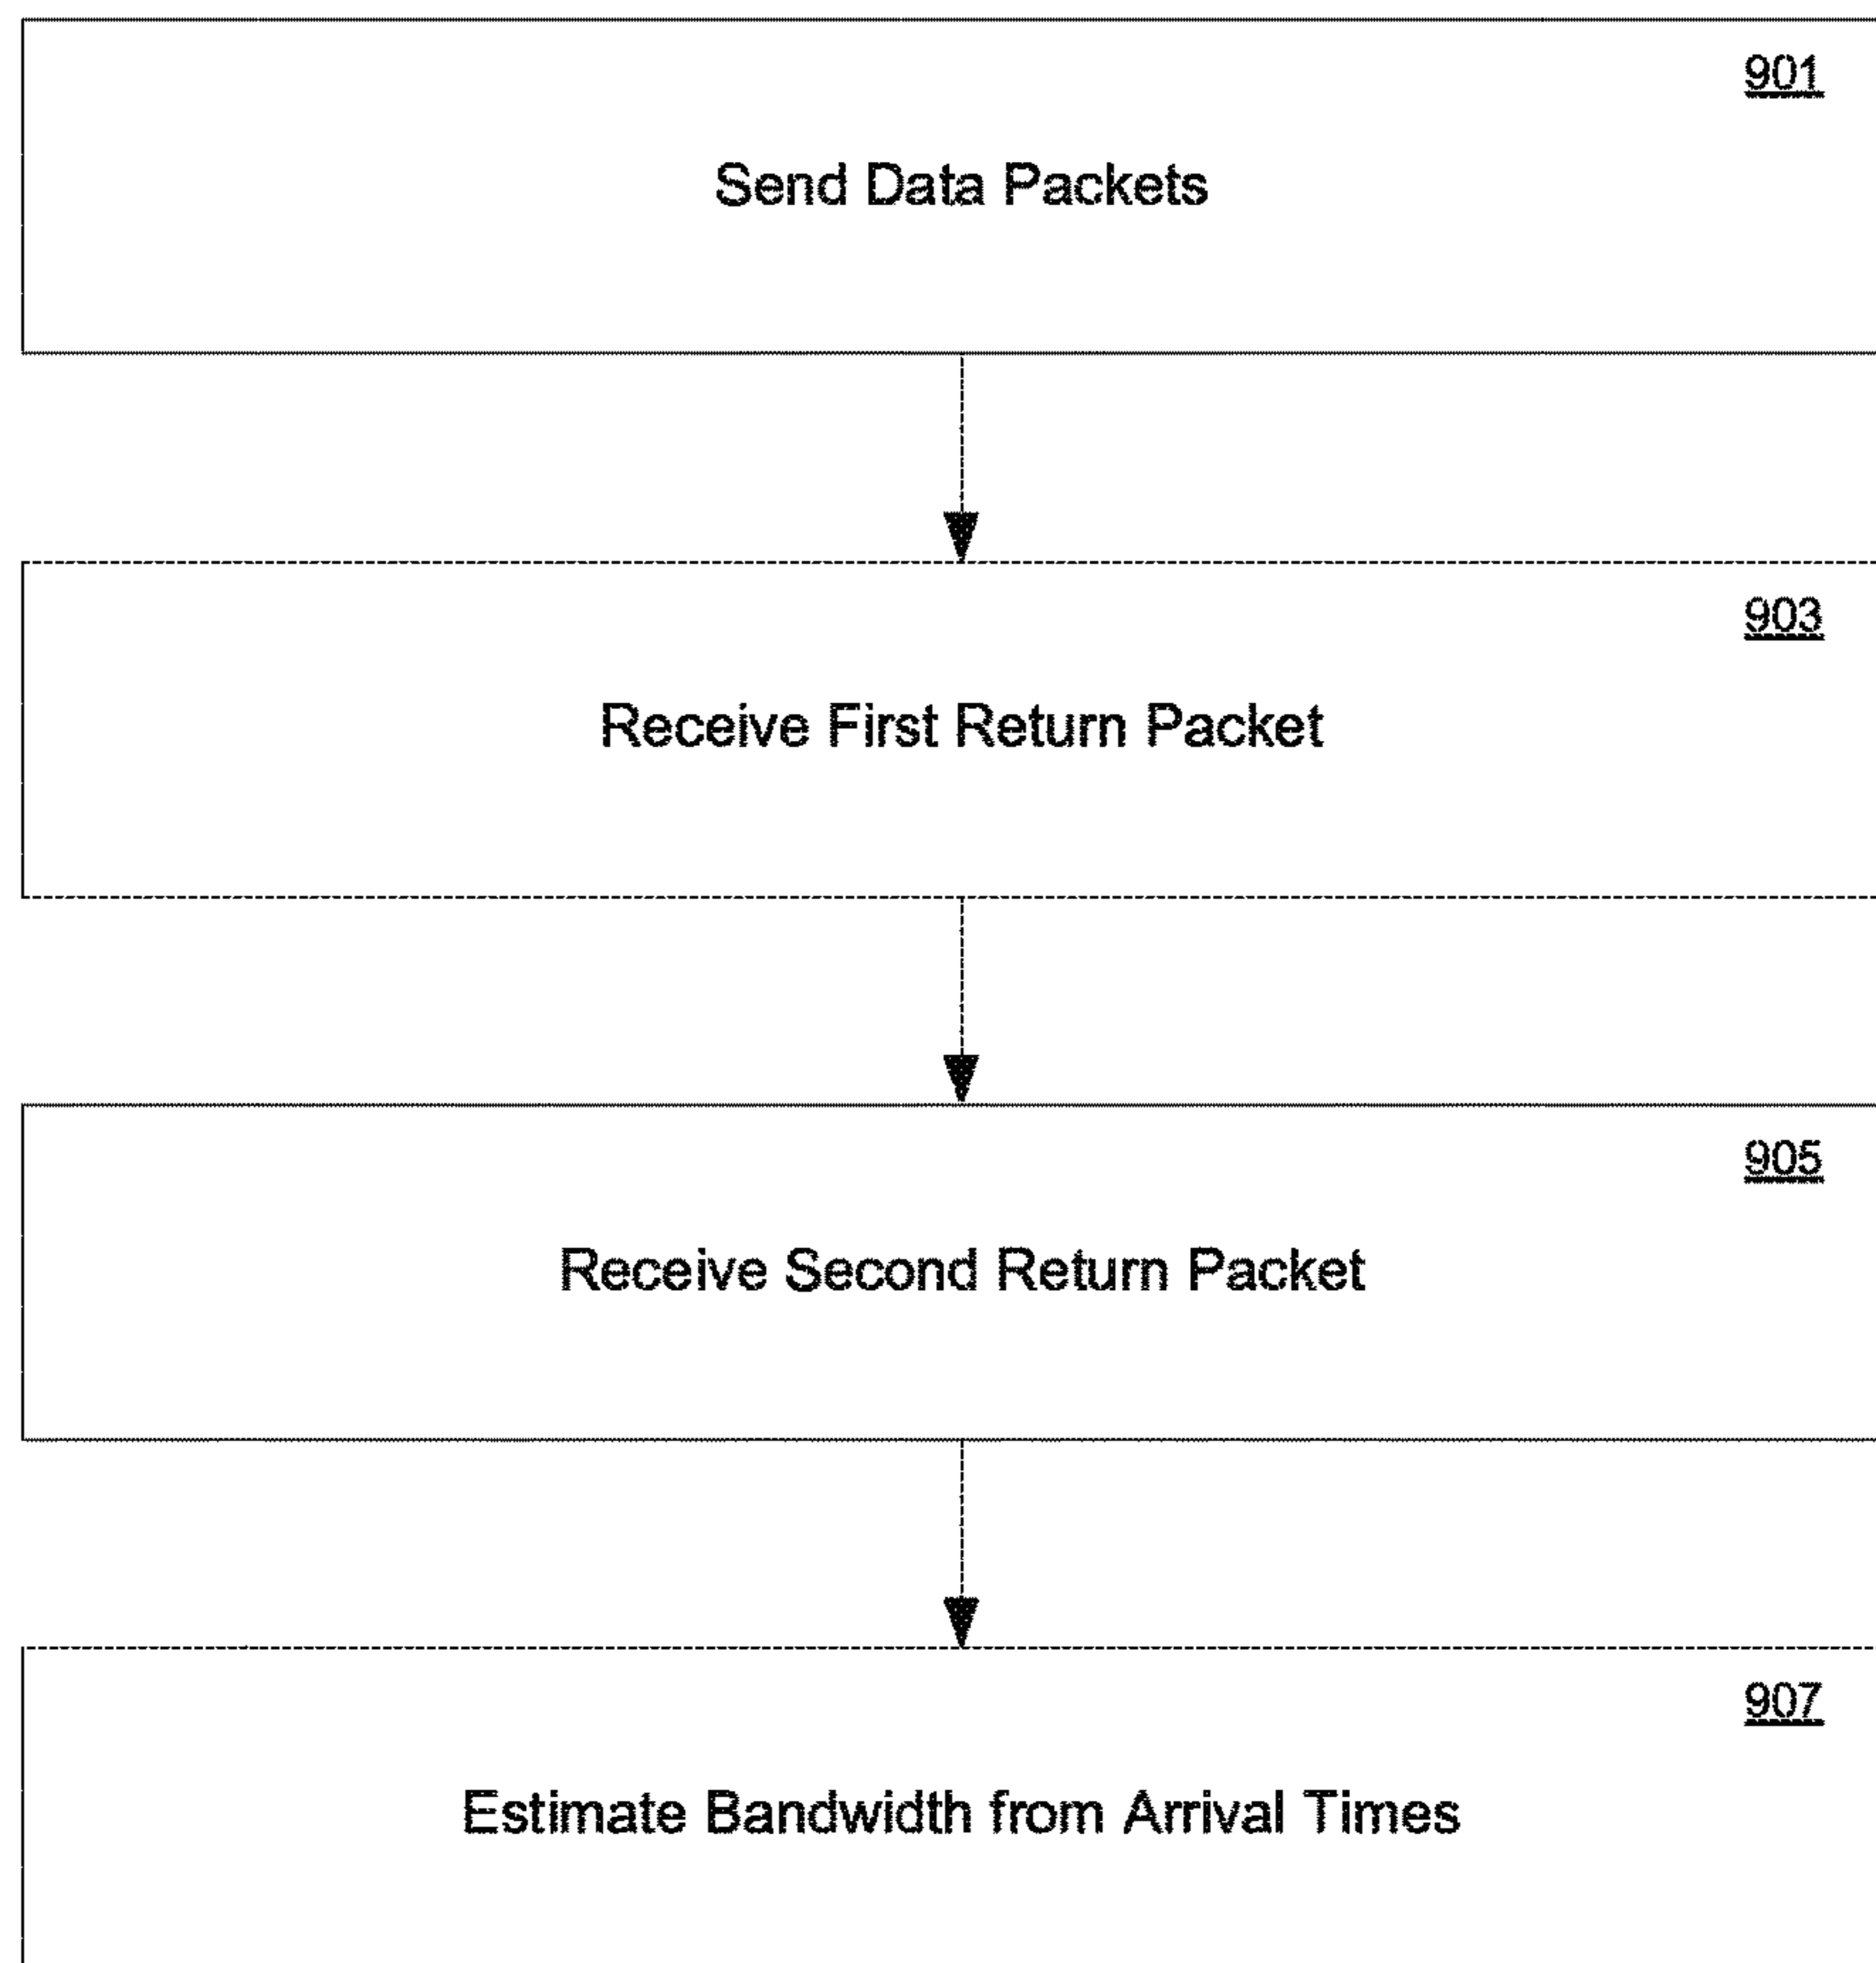 901
Send Data Packets
903
Receive First Return Packet
905
Receive Second Return Packet
907
Estimate Bandwidth from Arrival Times